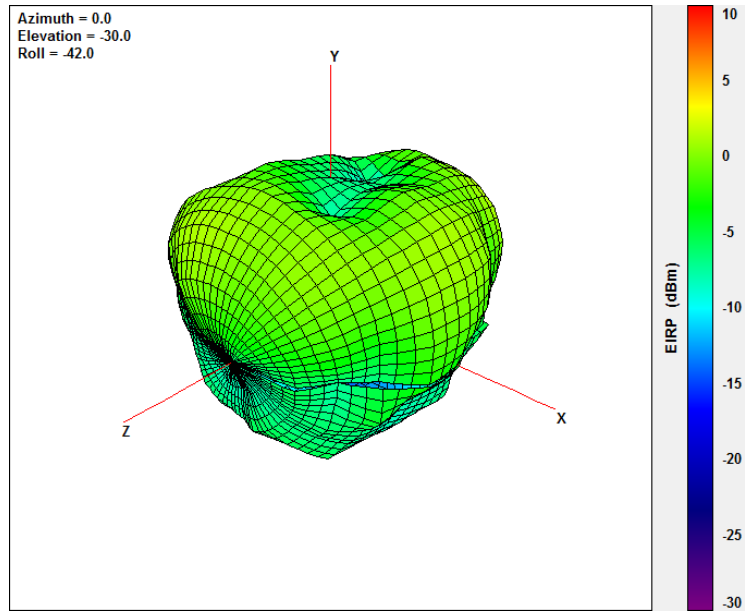 Azimuth = 0.0
Elevation = -30.0
Roll = -42.0
Y
Z
X
10
5
0
-5
-10
-15
-20
-25
-30
EIRP (dBm)